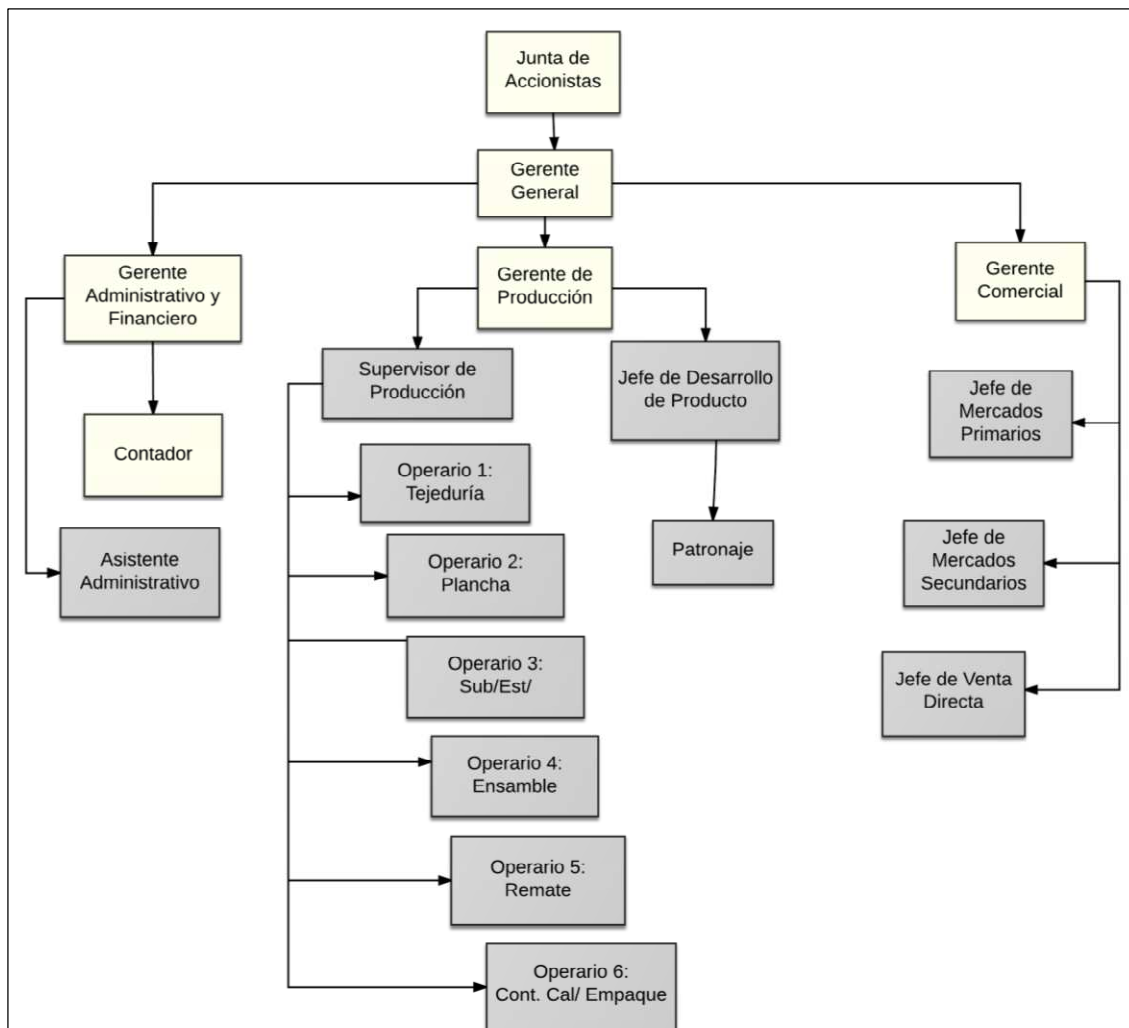 Junta de
Accionistas
Gerente
General
Gerente
Administrativo y
Financiero
Gerente de
Producción
Gerente
Comercial
Supervisor de
Producción
Jefe de Desarrollo
de Producto
Jefe de
Mercados
Primarios
Contador
Operario 1:
Tejeduría
Asistente
Administrativo
Operario 2:
Plancha
Patronaje
Jefe de
Mercados
Secundarios
Operario 3:
Sub/Est/
Jefe de Venta
Directa
Operario 4:
Ensamble
Operario 5:
Remate
Operario 6:
Cont. Cal/ Empaque